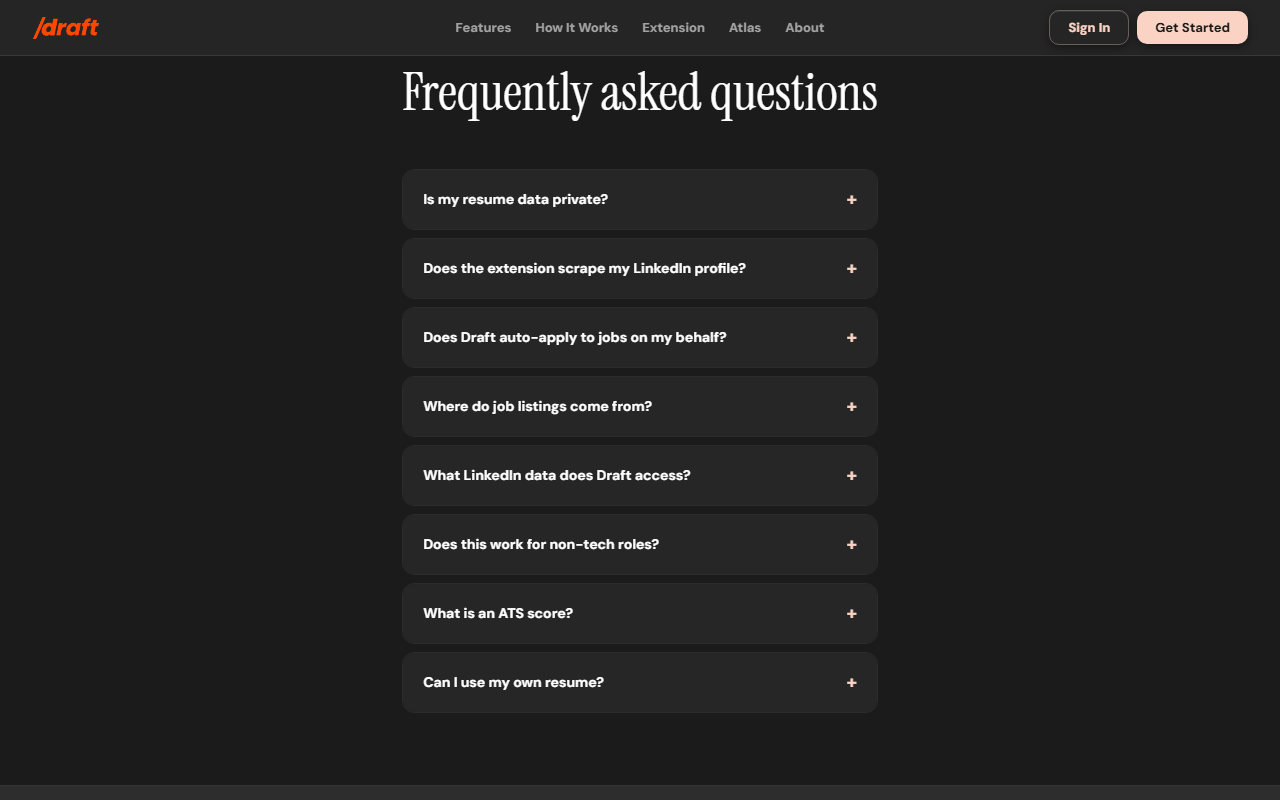 /draft
Features
How It Works
Extension
Atlas
About
Sign In
Get Started
Frequently asked questions
Is my resume data private?
+
Does the extension scrape my LinkedIn profile?
+
Does Draft auto-apply to jobs on my behalf?
+
Where do job listings come from?
+
What LinkedIn data does Draft access?
+
Does this work for non-tech roles?
+
What is an ATS score?
+
Can I use my own resume?
+